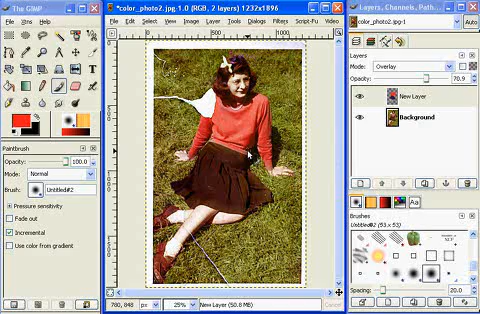 The GIMP
File Xtns Help
Paintbrush
Opacity: 100.0
Mode: Normal
Brush: Untitled#2
Pressure sensitivity
Fade out
Incremental
Use color from gradient
*color_photo2.jpg-1.0 (RGB, 2 layers) 1232x1896
File Edit Select View Image Layer Tools Dialogs Filters Script-Fu Video
780, 848 px 25% New Layer (50.8 MB) Cancel
Layers, Channels, Path...
color_photo2.jpg-1 Auto
Layers
Mode: Overlay
Opacity: 70.9
New Layer
Background
Aa
Brushes
Untitled#2 (53 x 53)
Spacing: 20.0